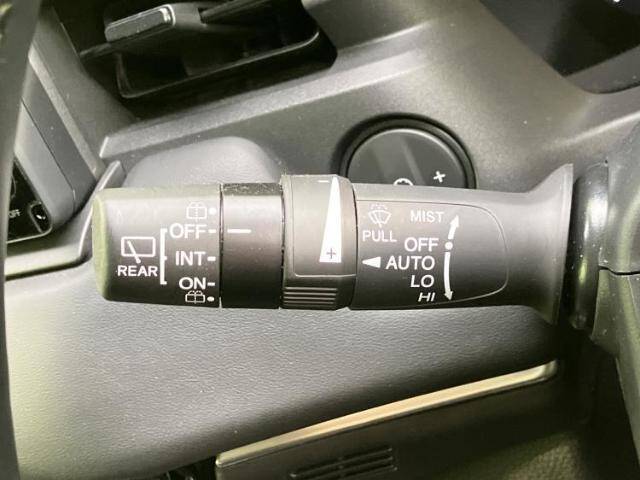 OFF
INT
ON
REAR
− +
MIST
PULL
OFF
AUTO
LO
HI
+